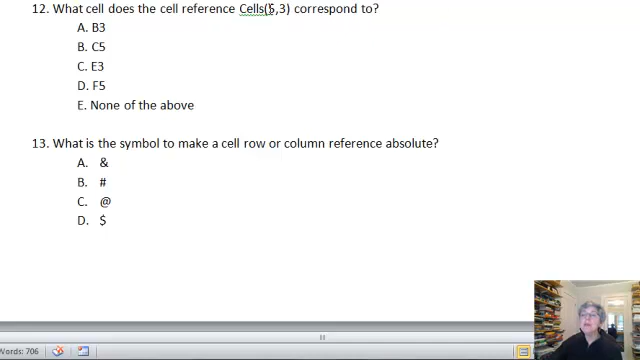 12. What cell does the cell reference Cells(5,3) correspond to?
A. B3
B. C5
C. E3
D. F5
E. None of the above
13. What is the symbol to make a cell row or column reference absolute?
A. &
B. #
C. @
D. $
Words: 706